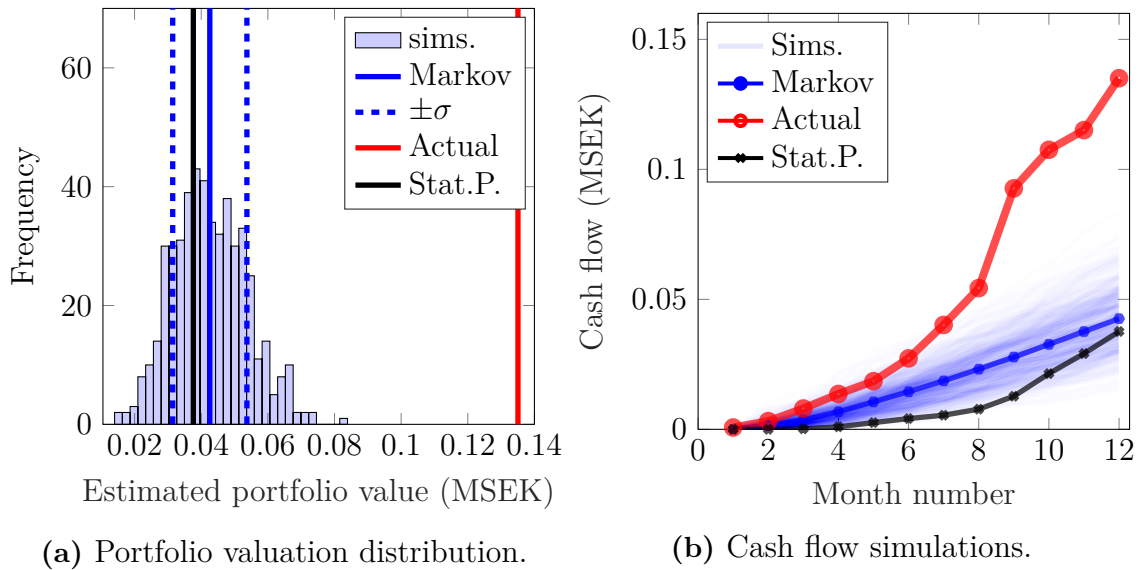 sims.
Markov
±σ
Actual
Stat.P.
Frequency
60
40
20
0
0.02 0.04 0.06 0.08 0.1 0.12 0.14
Estimated portfolio value (MSEK)
(a) Portfolio valuation distribution.
Sims.
Markov
Actual
Stat.P.
Cash flow (MSEK)
0.15
0.1
0.05
0
0 2 4 6 8 10 12
Month number
(b) Cash flow simulations.